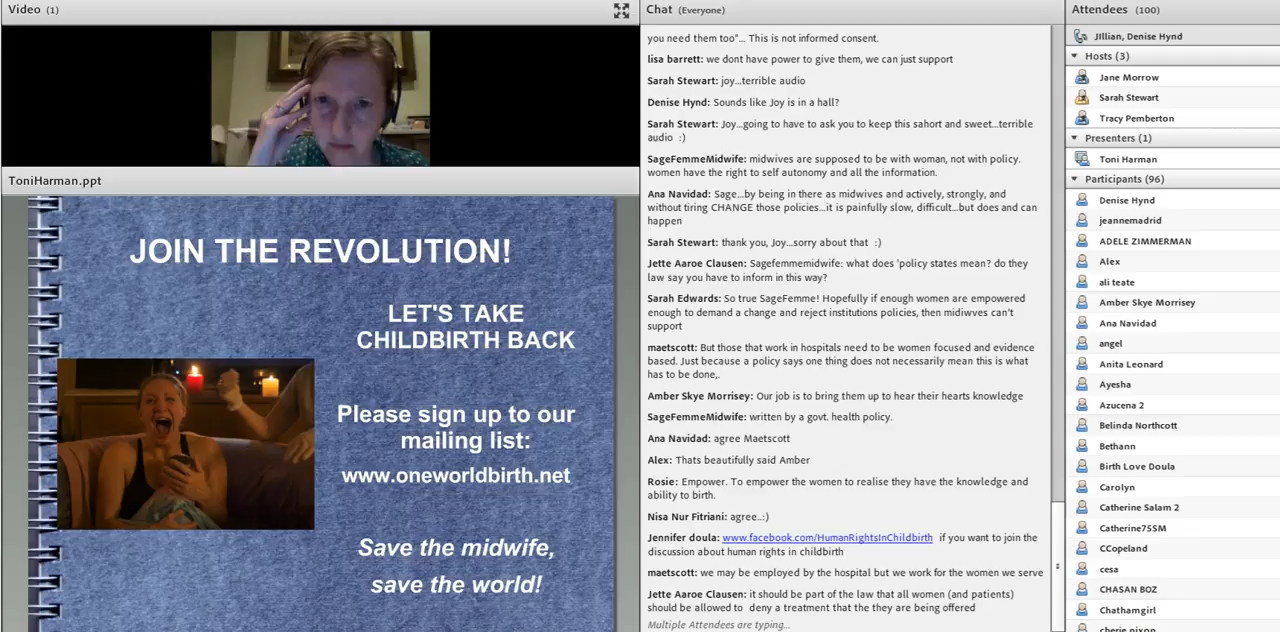 Video (1)
ToniHarman.ppt
JOIN THE REVOLUTION!
LET'S TAKE
CHILDBIRTH BACK
Please sign up to our
mailing list:
www.oneworldbirth.net
Save the midwife,
save the world!
Chat (Everyone)
you need them too"... This is not informed consent.
lisa barrett: we dont have power to give them, we can just support
Sarah Stewart: joy...terrible audio
Denise Hynd: Sounds like Joy is in a hall?
Sarah Stewart: Joy...going to have to ask you to keep this sahort and sweet...terrible
audio :)
SageFemmeMidwife: midwives are supposed to be with woman, not with policy.
women have the right to self autonomy and all the information.
Ana Navidad: Sage...by being in there as midwives and actively, strongly, and
without tiring CHANGE those policies...it is painfully slow, difficult...but does and can
happen
Sarah Stewart: thank you, Joy...sorry about that :)
Jette Aaroe Clausen: Sagefemmemidwife: what does 'policy states mean? do they
law say you have to inform in this way?
Sarah Edwards: So true SageFemme! Hopefully if enough women are empowered
enough to demand a change and reject institutions policies, then midiwves can't
support
maetscott: But those that work in hospitals need to be women focused and evidence
based. Just because a policy says one thing does not necessarily mean this is what
has to be done,.
Amber Skye Morrisey: Our job is to bring them up to hear their hearts knowledge
SageFemmeMidwife: written by a govt. health policy.
Ana Navidad: agree Maetscott
Alex: Thats beautifully said Amber
Rosie: Empower. To empower the women to realise they have the knowledge and
ability to birth.
Nisa Nur Fitriani: agree..:)
Jennifer doula: www.facebook.com/HumanRightsInChildbirth if you want to join the
discussion about human rights in childbirth
maetscott: we may be employed by the hospital but we work for the women we serve
Jette Aaroe Clausen: it should be part of the law that all women (and patients)
should be allowed to deny a treatment that the they are being offered
Multiple Attendees are typing...
Attendees (100)
JIllian, Denise Hynd
Hosts (3)
Jane Morrow
Sarah Stewart
Tracy Pemberton
Presenters (1)
Toni Harman
Participants (96)
Denise Hynd
jeannemadrid
ADELE ZIMMERMAN
Alex
ali teate
Amber Skye Morrisey
Ana Navidad
angel
Anita Leonard
Ayesha
Azucena 2
Belinda Northcott
Bethann
Birth Love Doula
Carolyn
Catherine Salam 2
Catherine75SM
CCopeland
cesa
CHASAN BOZ
Chathamgirl
cherie nixon